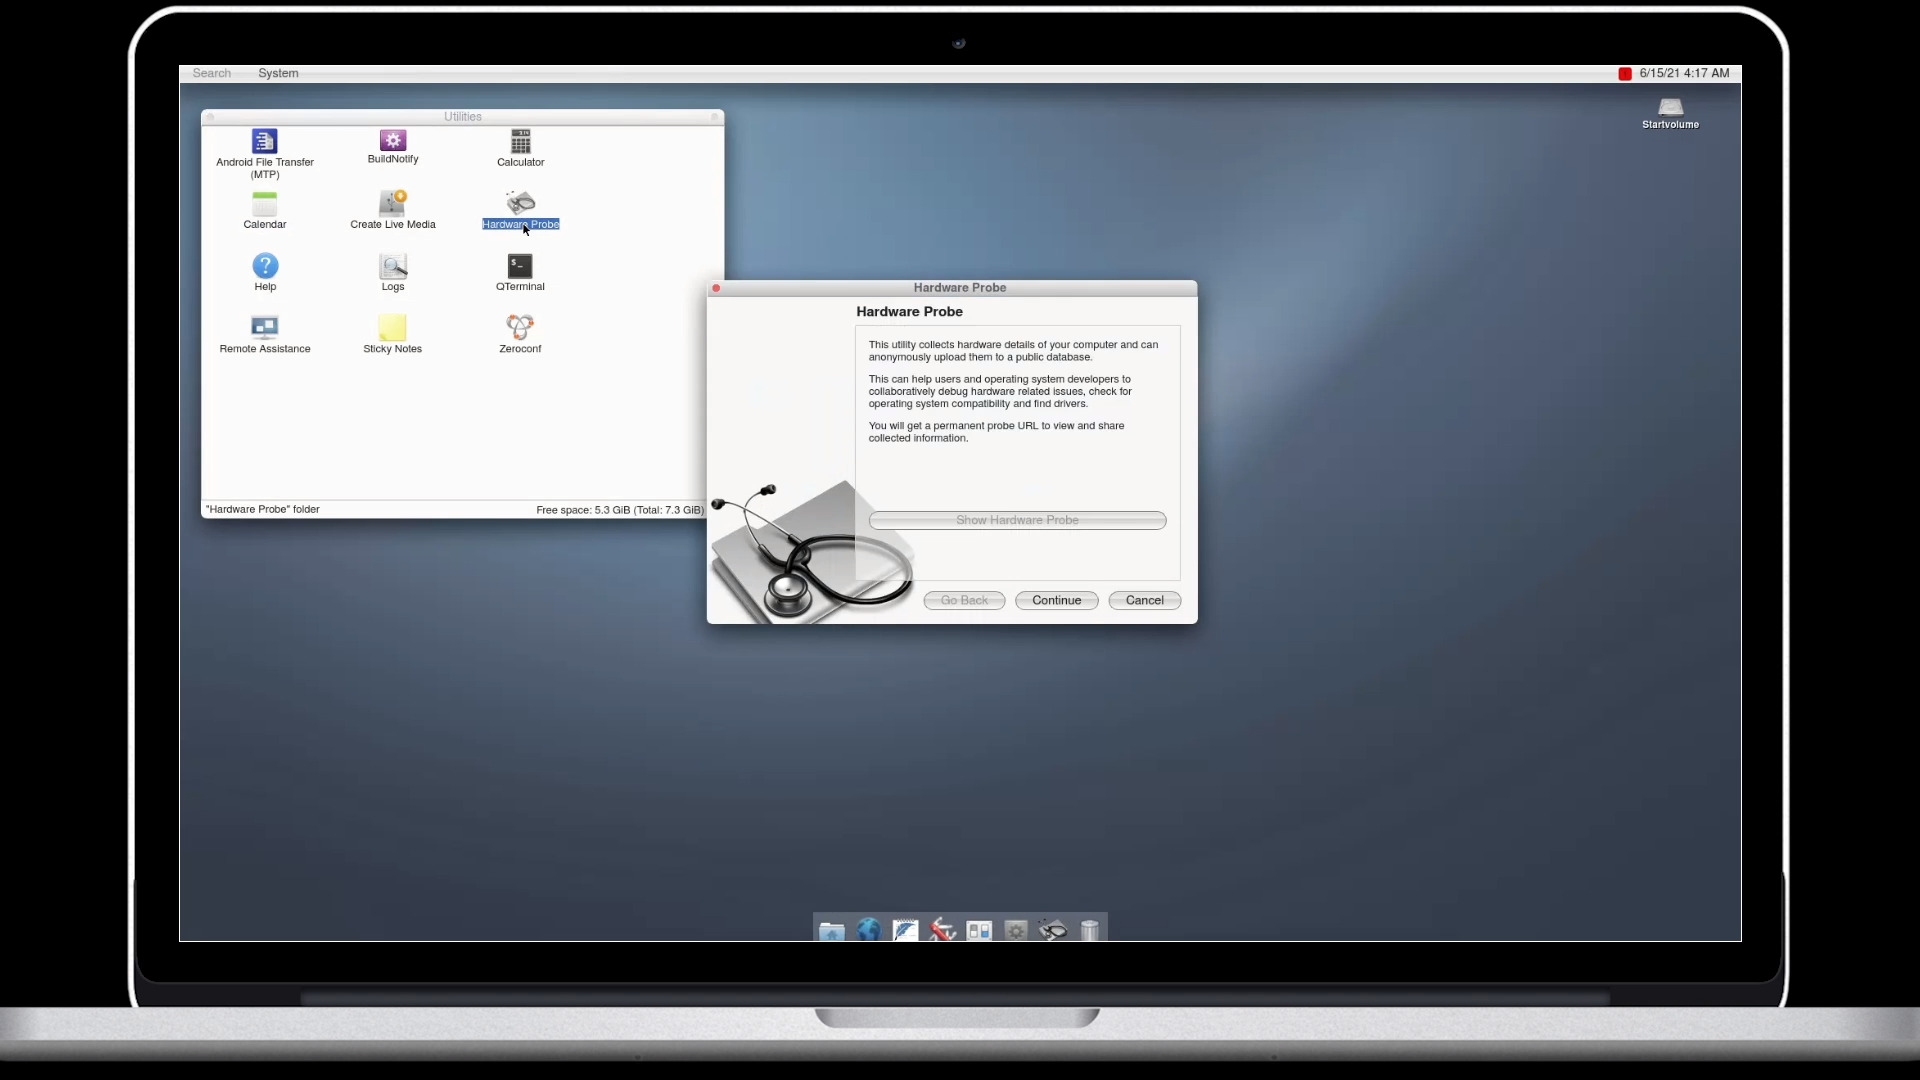 Search System
6/15/21 4:17 AM
Startvolume
Utilities
Android File Transfer
(MTP)
BuildNotify
Calculator
Calendar
Create Live Media
Hardware Probe
Help
Logs
QTerminal
Remote Assistance
Sticky Notes
Zeroconf
"Hardware Probe" folder
Free space: 5.3 GiB (Total: 7.3 GiB)
Hardware Probe
Hardware Probe
This utility collects hardware details of your computer and can
anonymously upload them to a public database.
This can help users and operating system developers to
collaboratively debug hardware related issues, check for
operating system compatibility and find drivers.
You will get a permanent probe URL to view and share
collected information.
Show Hardware Probe
Go Back
Continue
Cancel